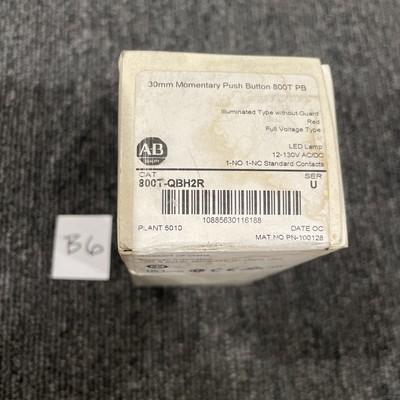 30mm Momentary Push Button 800T PB
Illuminated Type without Guard
Red
Full Voltage Type
LED Lamp
12-130V AC/DC
1-NO 1-NC Standard Contacts
AB
QUALITY
CAT
SER
800T-QBH2R
U
10885630116188
PLANT 5010
DATE OC
MAT NO PN-100128
B6